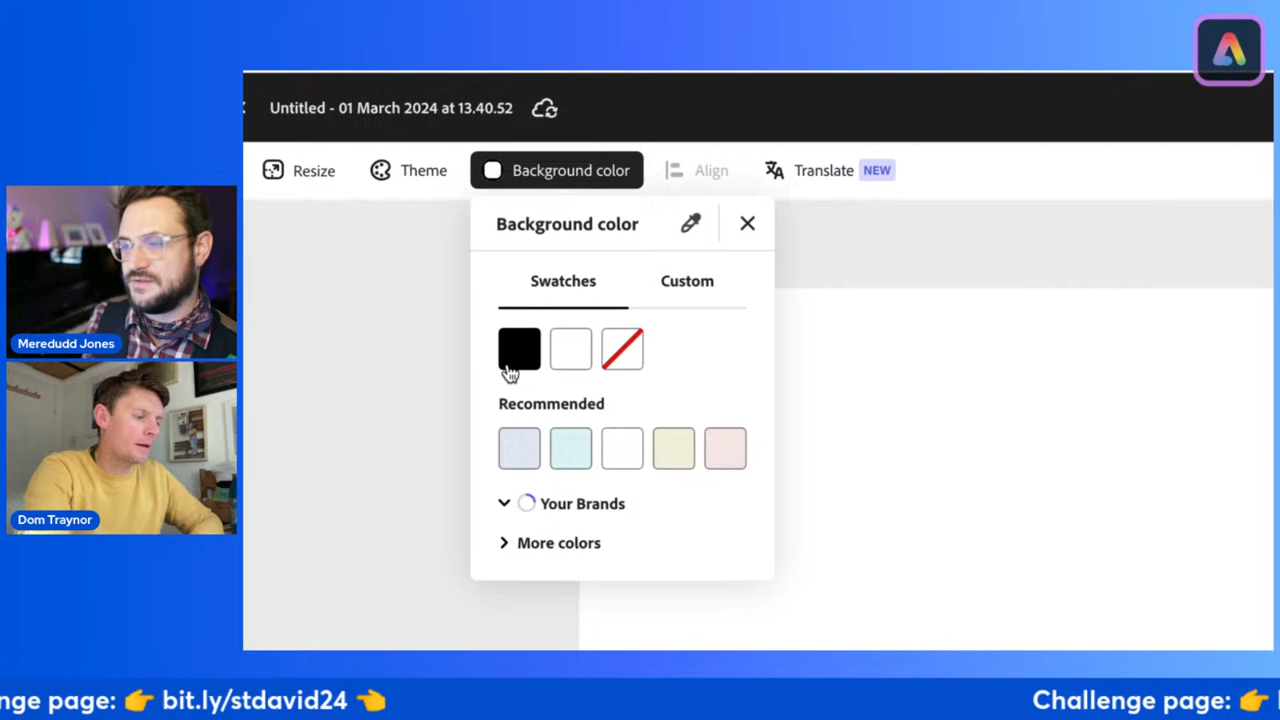 Untitled - 01 March 2024 at 13.40.52
Resize Theme Background color Align Translate NEW
Background color
Swatches Custom
Recommended
Your Brands
More colors
Meredudd Jones
Dom Traynor
nge page: 👉 bit.ly/stdavid24 👈 Challenge page: 👉